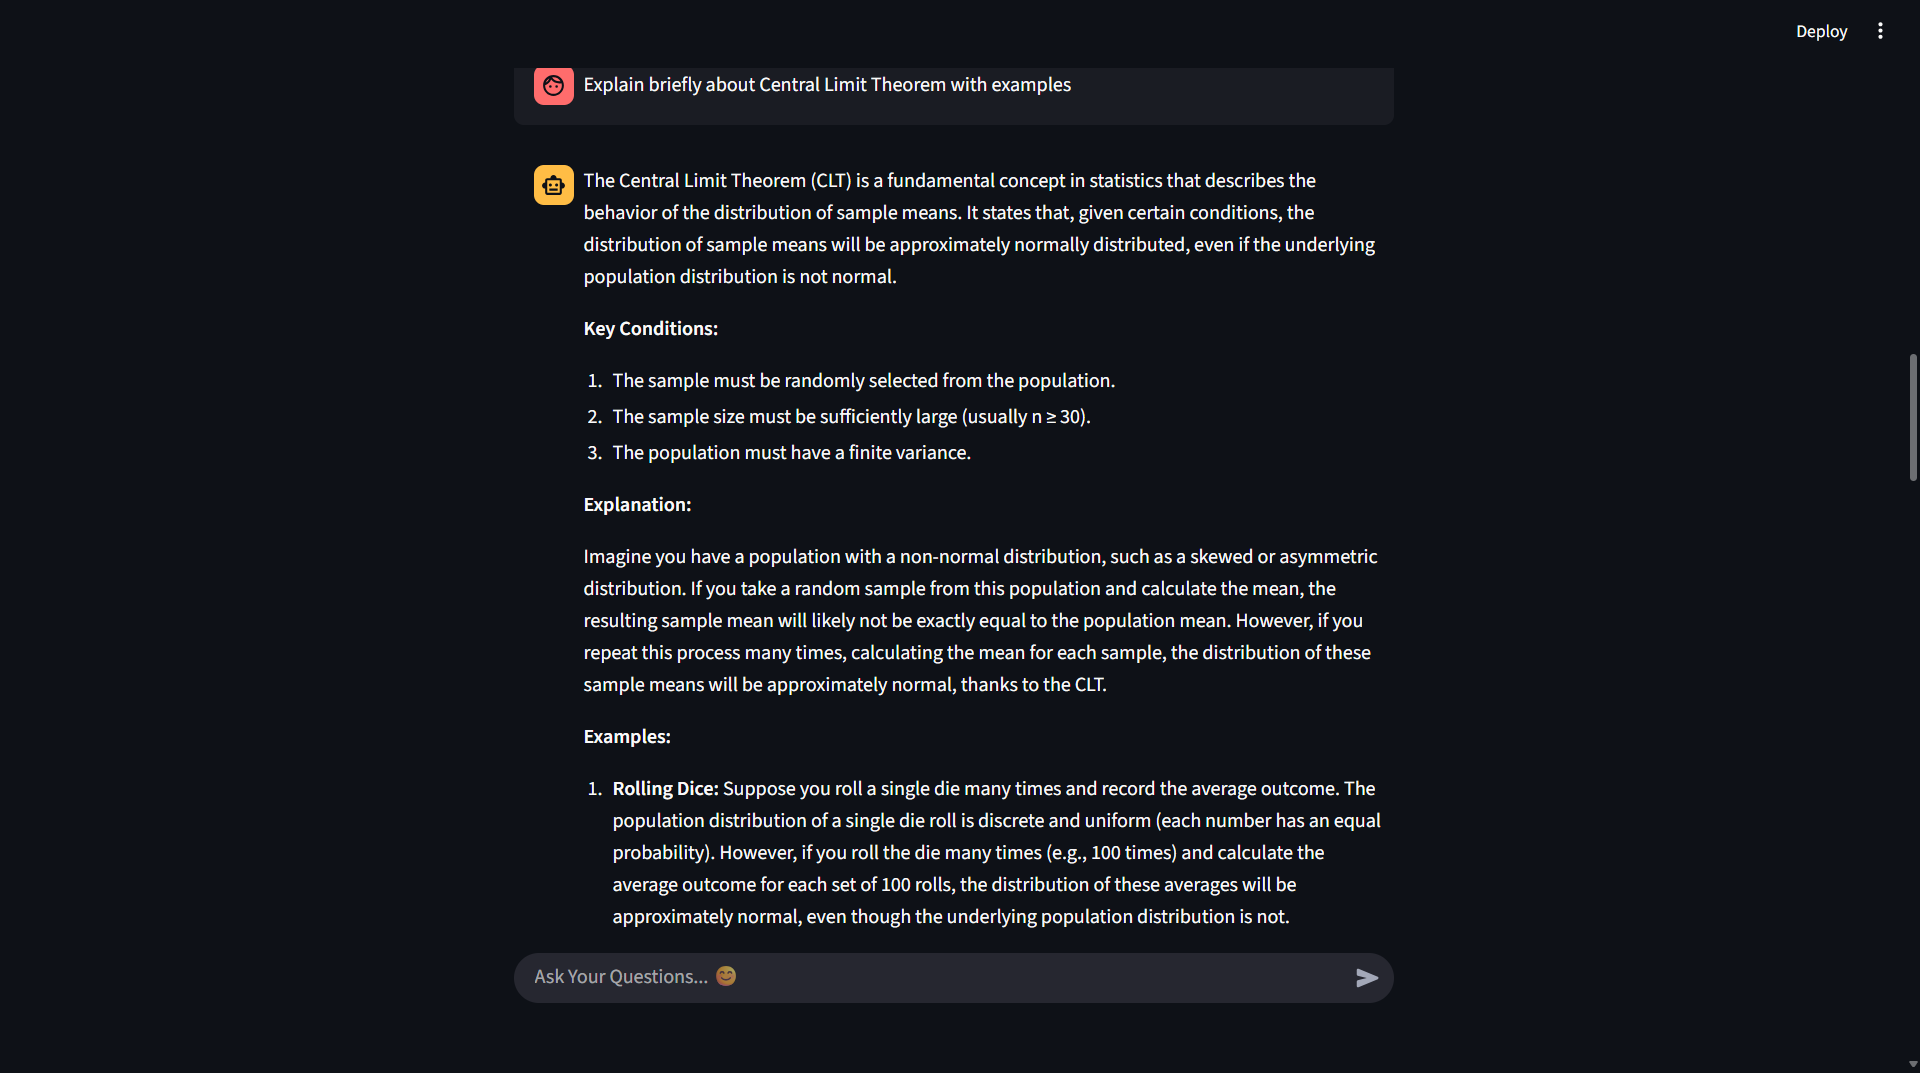 Deploy
Explain briefly about Central Limit Theorem with examples
The Central Limit Theorem (CLT) is a fundamental concept in statistics that describes the
behavior of the distribution of sample means. It states that, given certain conditions, the
distribution of sample means will be approximately normally distributed, even if the underlying
population distribution is not normal.
Key Conditions:
1. The sample must be randomly selected from the population.
2. The sample size must be sufficiently large (usually n ≥ 30).
3. The population must have a finite variance.
Explanation:
Imagine you have a population with a non-normal distribution, such as a skewed or asymmetric
distribution. If you take a random sample from this population and calculate the mean, the
resulting sample mean will likely not be exactly equal to the population mean. However, if you
repeat this process many times, calculating the mean for each sample, the distribution of these
sample means will be approximately normal, thanks to the CLT.
Examples:
1. Rolling Dice: Suppose you roll a single die many times and record the average outcome. The
population distribution of a single die roll is discrete and uniform (each number has an equal
probability). However, if you roll the die many times (e.g., 100 times) and calculate the
average outcome for each set of 100 rolls, the distribution of these averages will be
approximately normal, even though the underlying population distribution is not.
Ask Your Questions... 😊